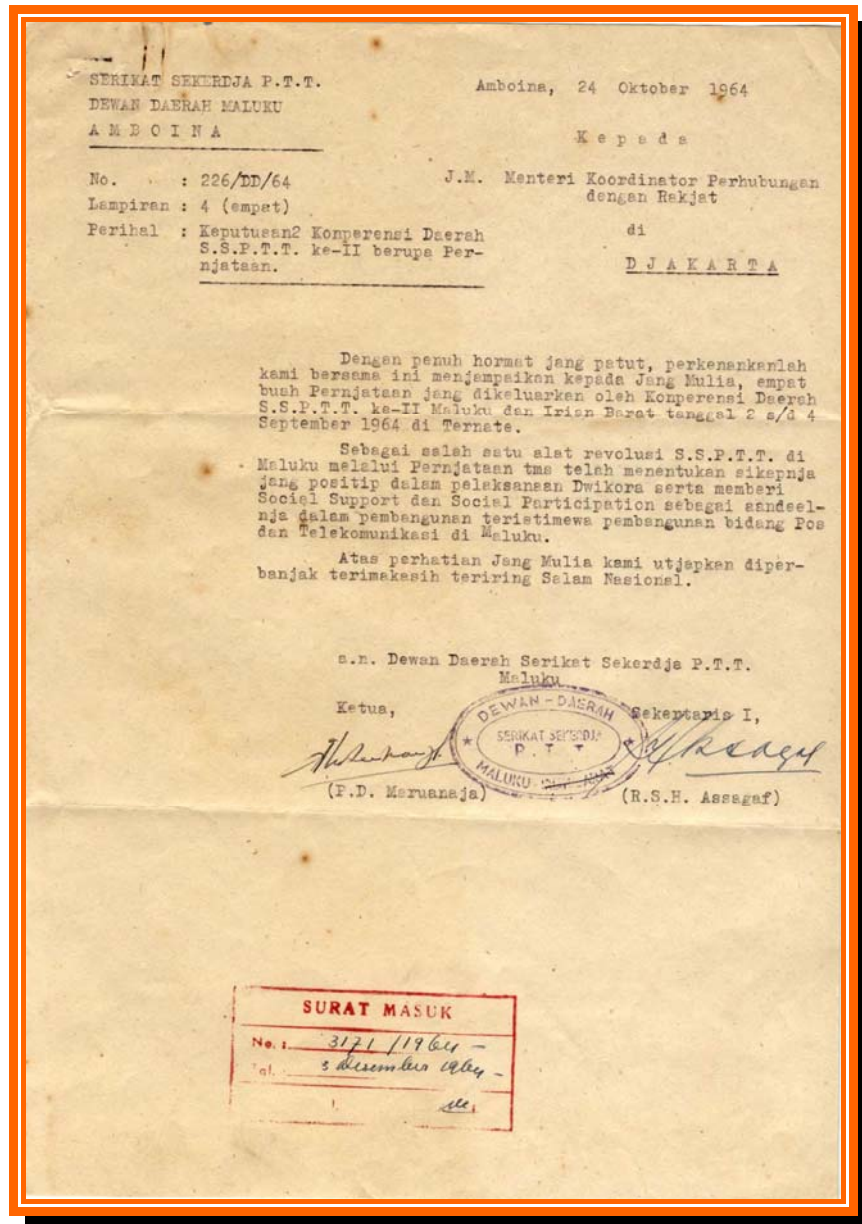 SERIKAT SEKERDJA P.T.T.
DEWAN DAERAH MALUKU
A M B O I N A
Amboina, 24 Oktober 1964
K e p a d a
No. : 226/DD/64
Lampiran : 4 (empat)
Perihal : Keputusan2 Konperensi Daerah
S.S.P.T.T. ke-II berupa Per-
njataan.
J.M. Menteri Koordinator Perhubungan
dengan Rakjat
di
D J A K A R T A
Dengan penuh hormat jang patut, perkenankanlah
kami bersama ini menjampaikan kepada Jang Mulia, empat
buah Pernjataan jang dikeluarkan oleh Konperensi Daerah
S.S.P.T.T. ke-II Maluku dan Irian Barat tanggal 2 s/d 4
September 1964 di Ternate.
Sebagai salah satu alat revolusi S.S.P.T.T. di
Maluku melalui Pernjataan tms telah menentukan sikapnja
jang positip dalam pelaksanaan Dwikora serta memberi
Social Support dan Social Participation sebagai aandeel-
nja dalam pembangunan teristimewa pembangunan bidang Pos
dan Telekomunikasi di Maluku.
Atas perhatian Jang Mulia kami utjapkan diper-
banjak terimakasih teriring Salam Nasional.
a.n. Dewan Daerah Serikat Sekerdja P.T.T.
Maluku
Ketua,
Sekertaris I,
DEWAN - DAERAH
SERIKAT SEKERDJA
P. T. T
MALUKU
(P.D. Maruanaja)
(R.S.H. Assagaf)
SURAT MASUK
No. : 3171 / 1964 -
Tgl. : 3 Desember 1964 -